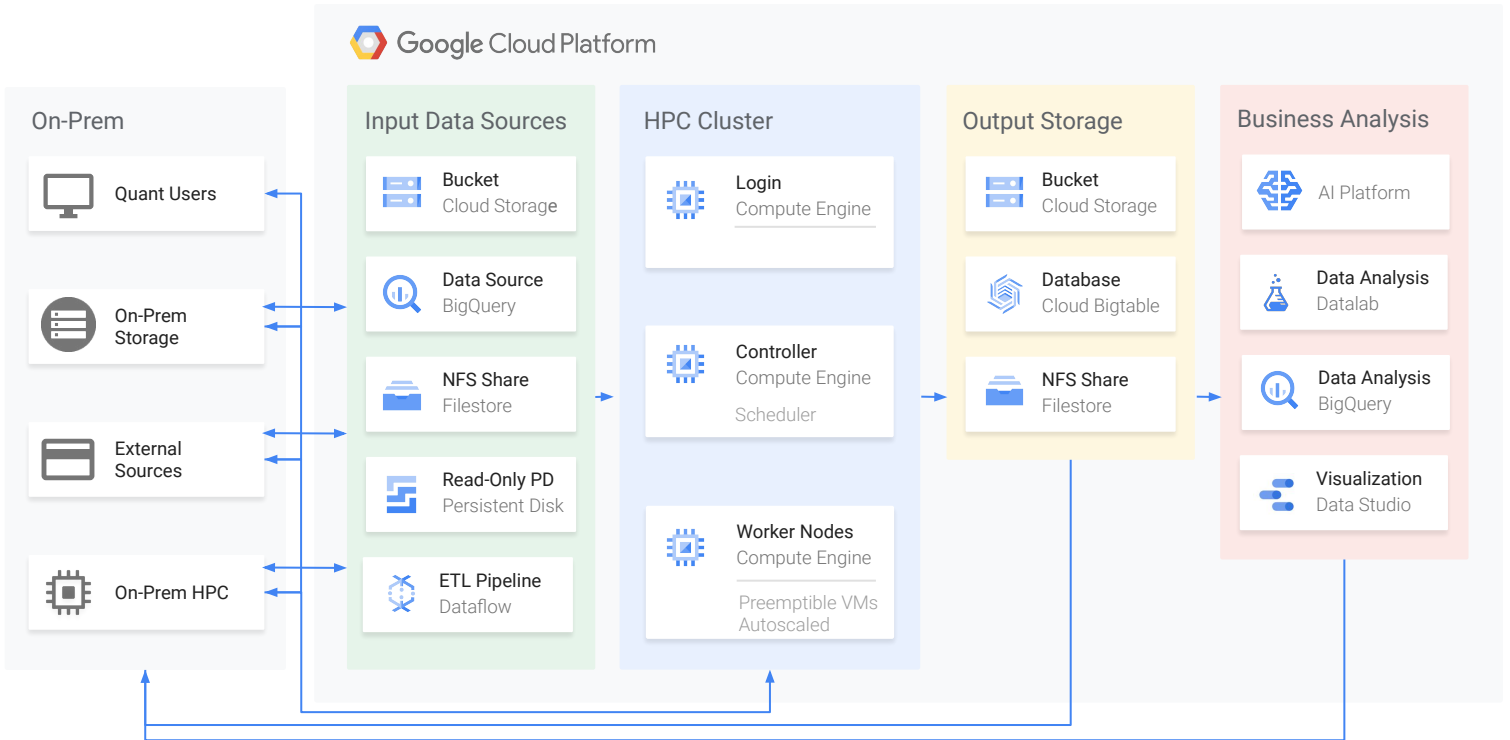 Google Cloud Platform
On-Prem
Quant Users
On-Prem
Storage
External
Sources
On-Prem HPC
Input Data Sources
Bucket
Cloud Storage
Data Source
BigQuery
NFS Share
Filestore
Read-Only PD
Persistent Disk
ETL Pipeline
Dataflow
HPC Cluster
Login
Compute Engine
Controller
Compute Engine
Scheduler
Worker Nodes
Compute Engine
Preemptible VMs
Autoscaled
Output Storage
Bucket
Cloud Storage
Database
Cloud Bigtable
NFS Share
Filestore
Business Analysis
AI Platform
Data Analysis
Datalab
Data Analysis
BigQuery
Visualization
Data Studio